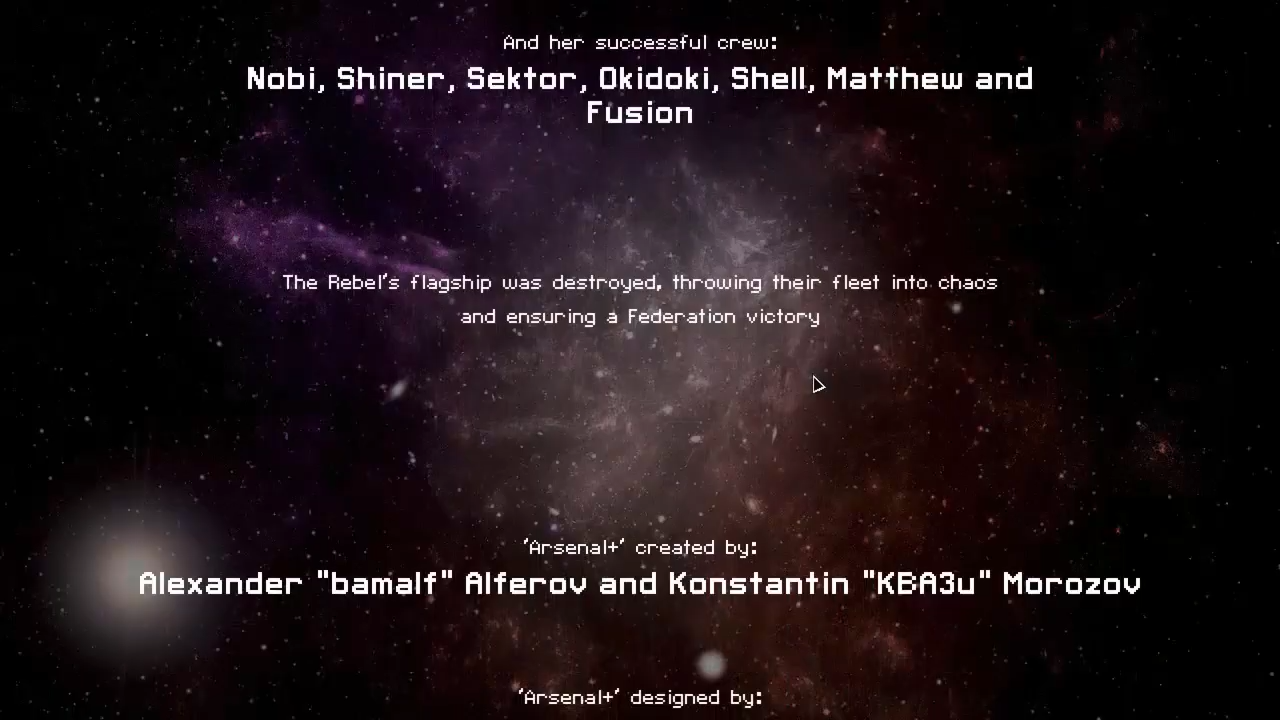 And her successful crew:
Nobi, Shiner, Sektor, Okidoki, Shell, Matthew and
Fusion
The Rebel's flagship was destroyed, throwing their fleet into chaos
and ensuring a Federation victory
'Arsenal+' created by:
Alexander "bamalf" Alferov and Konstantin "KBA3u" Morozov
'Arsenal+' designed by: